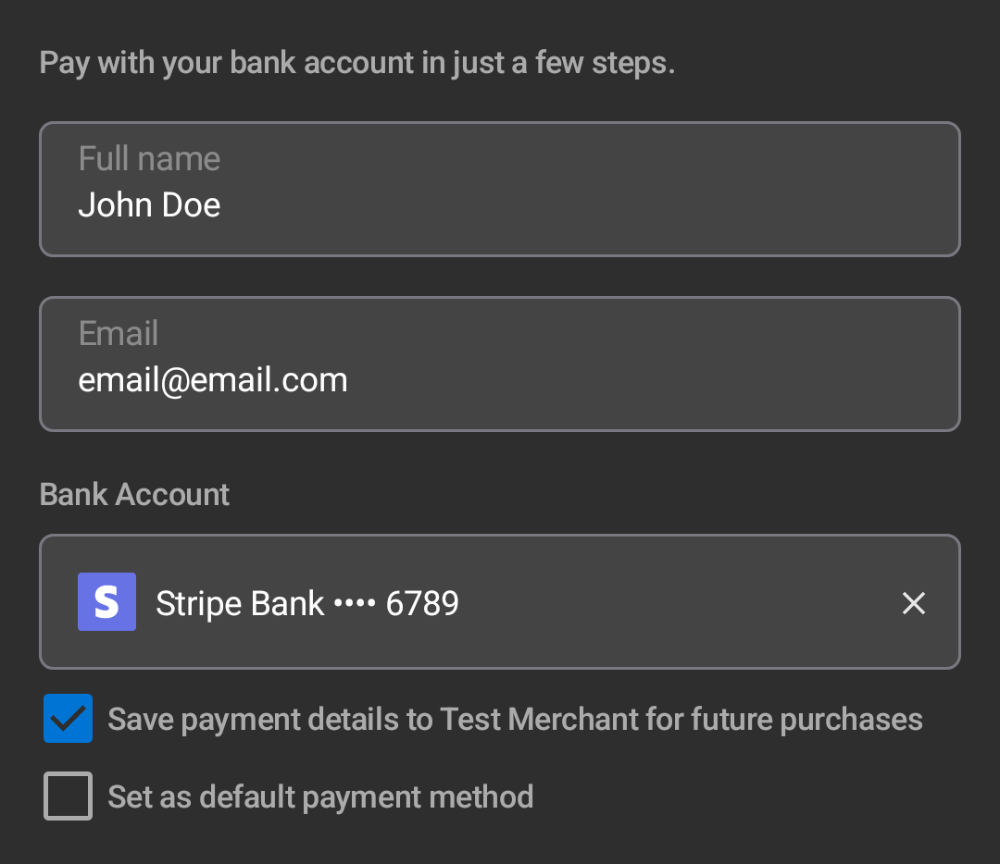 Pay with your bank account in just a few steps.
Full name
John Doe
Email
email@email.com
Bank Account
S Stripe Bank •••• 6789
Save payment details to Test Merchant for future purchases
Set as default payment method